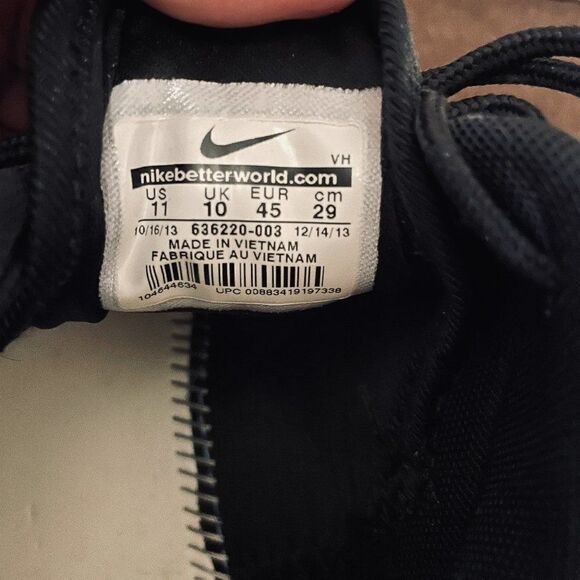 VH
nikebetterworld.com
US UK EUR cm
11 10 45 29
10/16/13 636220-003 12/14/13
MADE IN VIETNAM
FABRIQUE AU VIETNAM
104644634 UPC 00883419197338